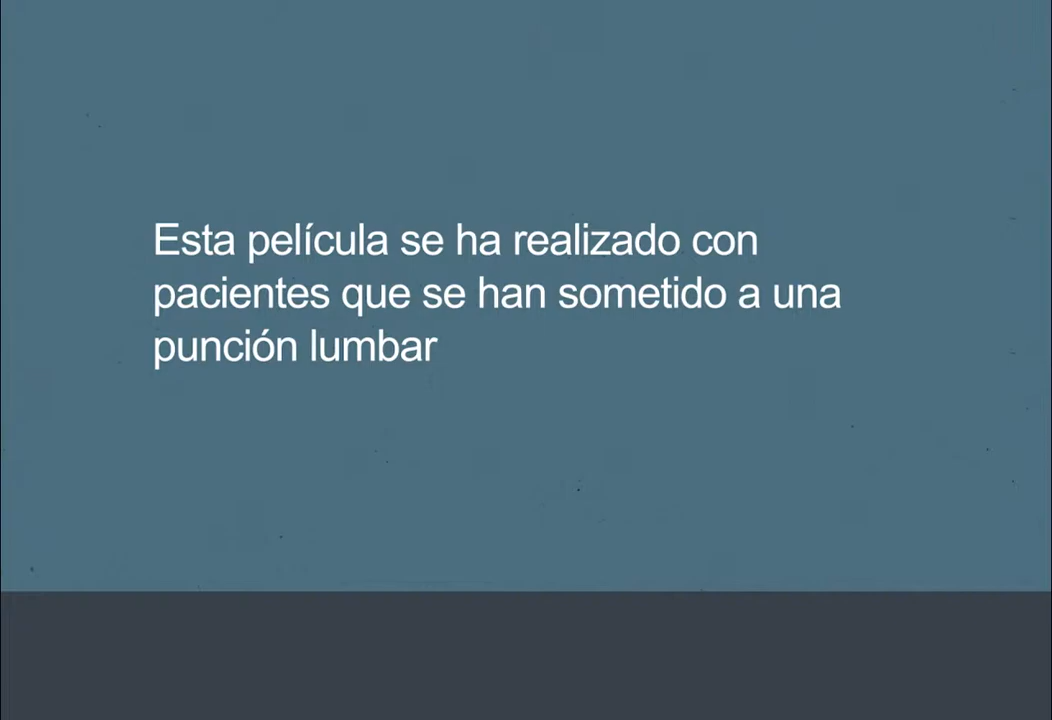 Esta película se ha realizado con
pacientes que se han sometido a una
punción lumbar